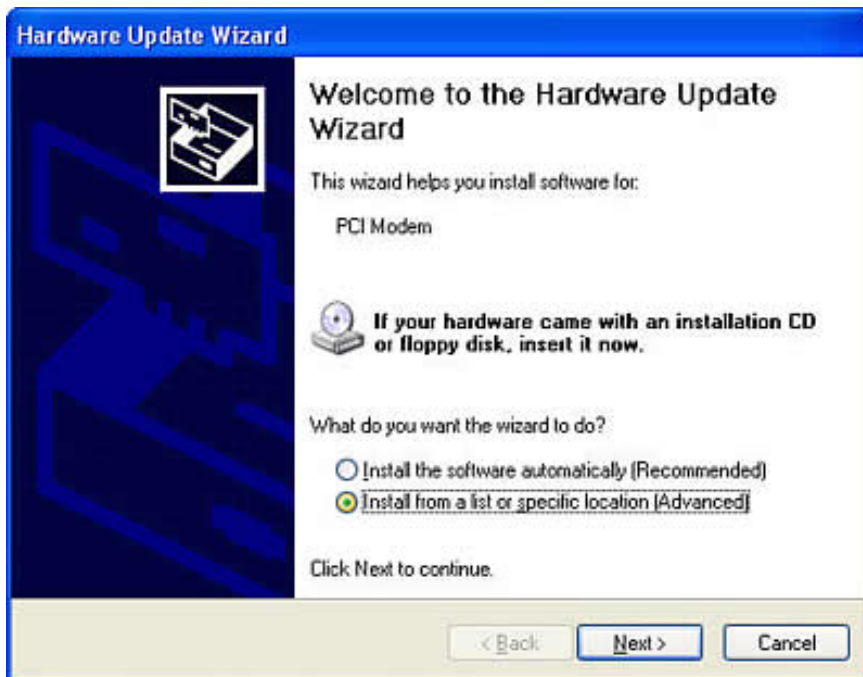 Hardware Update Wizard
Welcome to the Hardware Update
Wizard
This wizard helps you install software for:
PCI Modem
If your hardware came with an installation CD
or floppy disk, insert it now.
What do you want the wizard to do?
Install the software automatically (Recommended)
Install from a list or specific location (Advanced)
Click Next to continue.
< Back Next > Cancel